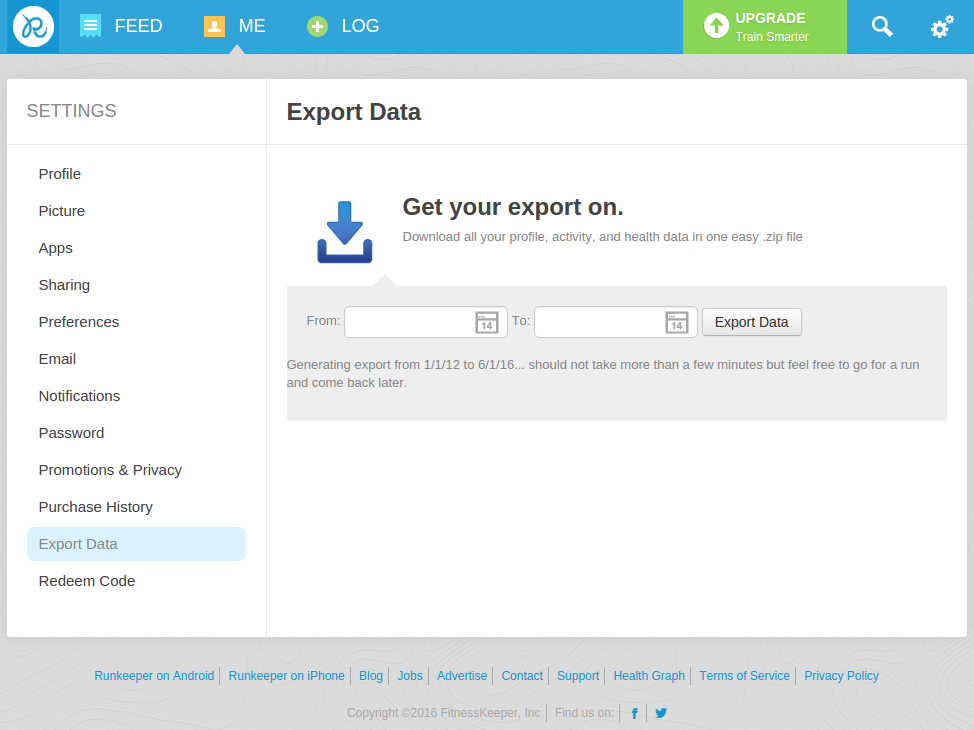 FEED
ME
LOG
UPGRADE
Train Smarter
SETTINGS
Export Data
Profile
Picture
Apps
Sharing
Preferences
Email
Notifications
Password
Promotions & Privacy
Purchase History
Export Data
Redeem Code
Get your export on.
Download all your profile, activity, and health data in one easy .zip file
From: 14 To: 14 Export Data
Generating export from 1/1/12 to 6/1/16... should not take more than a few minutes but feel free to go for a run
and come back later.
Runkeeper on Android Runkeeper on iPhone Blog Jobs Advertise Contact Support Health Graph Terms of Service Privacy Policy
Copyright ©2016 FitnessKeeper, Inc Find us on: